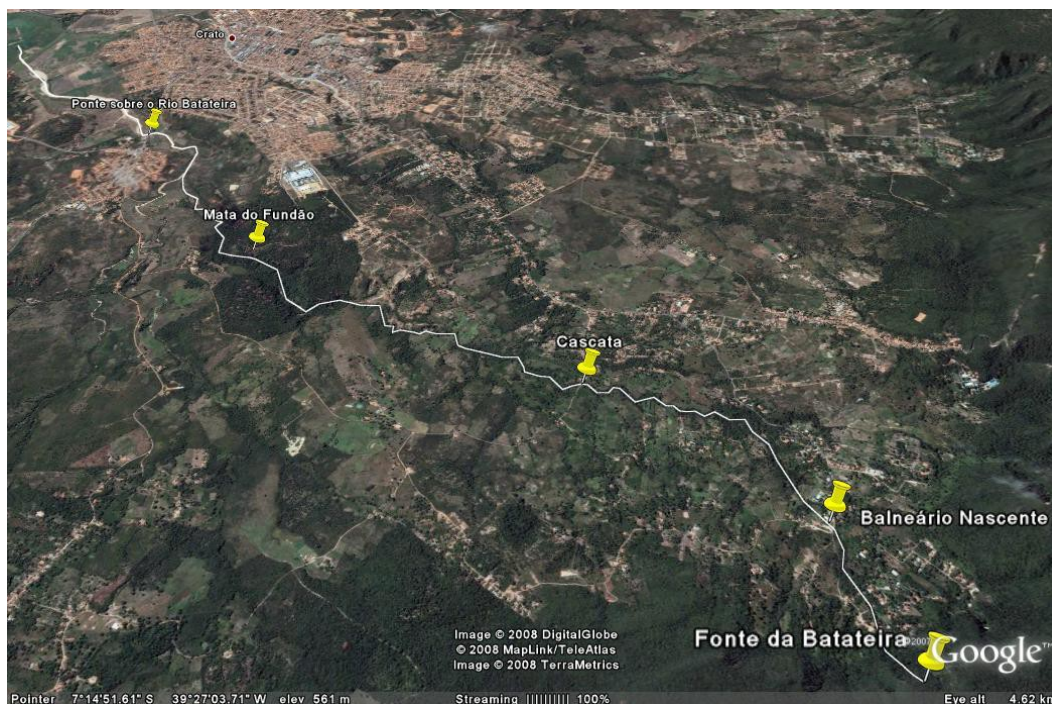 Crato
Ponte sobre o Rio Batateira
Mata do Fundão
Cascata
Balneário Nascente
Fonte da Batateira
©2007 Google™
Image © 2008 DigitalGlobe
© 2008 MapLink/TeleAtlas
Image © 2008 TerraMetrics
Pointer 7°14'51.61" S 39°27'03.71" W elev 561 m Streaming ||||||||| 100% Eye alt 4.62 km